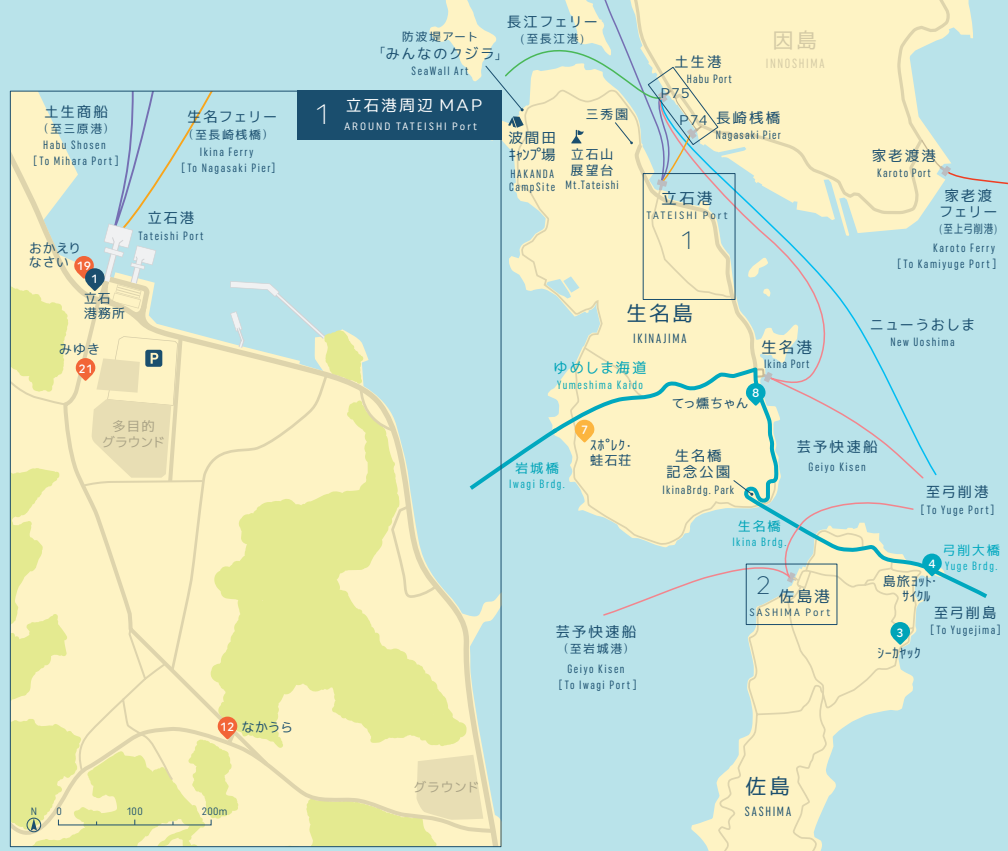 1
立石港周辺 MAP
AROUND TATEISHI Port
土生商船
(至三原港)
Habu Shosen
[To Mihara Port]
生名フェリー
(至長崎桟橋)
Ikina Ferry
[To Nagasaki Pier]
立石港
Tateishi Port
おかえり
なさい
19
1
立石
港務所
みゆき
21
P
多目的
グラウンド
12
なかうら
グラウンド
N
0
100
200m
防波堤アート
「みんなのクジラ」
SeaWall Art
長江フェリー
(至長江港)
因島
INNOSHIMA
土生港
Habu Port
P75
P74
長崎桟橋
Nagasaki Pier
三秀園
波間田
キャンプ場
HAKANDA
CampSite
立石山
展望台
Mt.Tateishi
立石港
TATEISHI Port
1
家老渡港
Karoto Port
家老渡
フェリー
(至上弓削港)
Karoto Ferry
[To Kamiyuge Port]
生名島
IKINAJIMA
ニューうおしま
New Uoshima
生名港
Ikina Port
ゆめしま海道
Yumeshima Kaido
8
てっ燻ちゃん
7
スポレク・
蛙石荘
岩城橋
Iwagi Brdg.
生名橋
記念公園
IkinaBrdg. Park
芸予快速船
Geiyo Kisen
至弓削港
[To Yuge Port]
生名橋
Ikina Brdg.
弓削大橋
Yuge Brdg.
4
島旅ヨット・
サイクル
至弓削島
[To Yugejima]
2
佐島港
SASHIMA Port
3
シーカヤック
芸予快速船
(至岩城港)
Geiyo Kisen
[To Iwagi Port]
佐島
SASHIMA